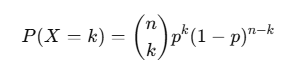 P(X = k) = \binom{n}{k} p^k (1 − p)^{n−k}